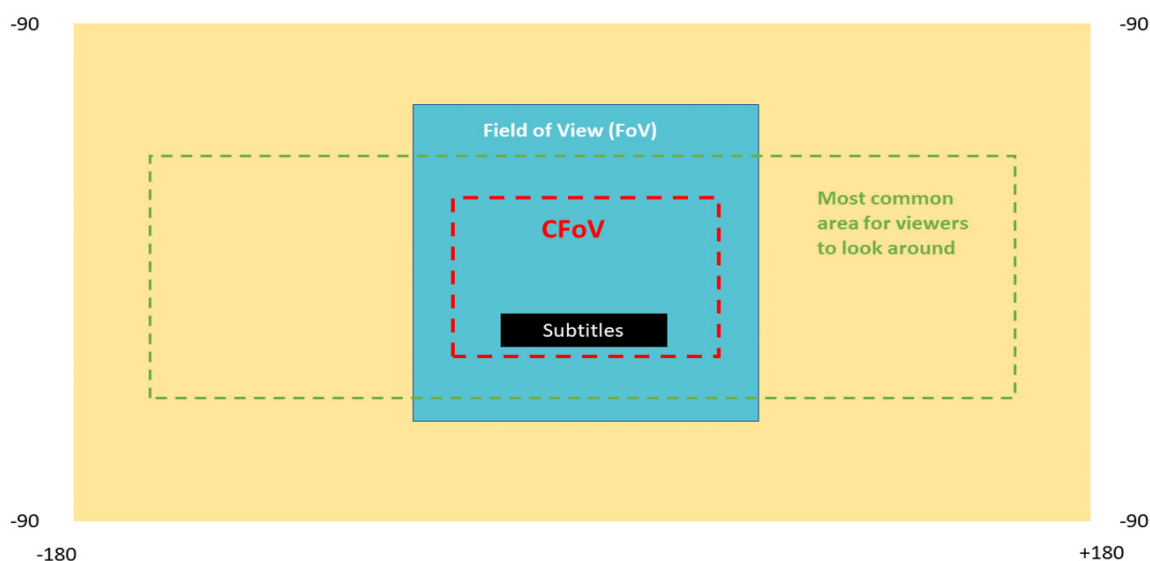 -90
-90
Field of View (FoV)
Most common
area for viewers
to look around
CFoV
Subtitles
-90
-90
-180
+180